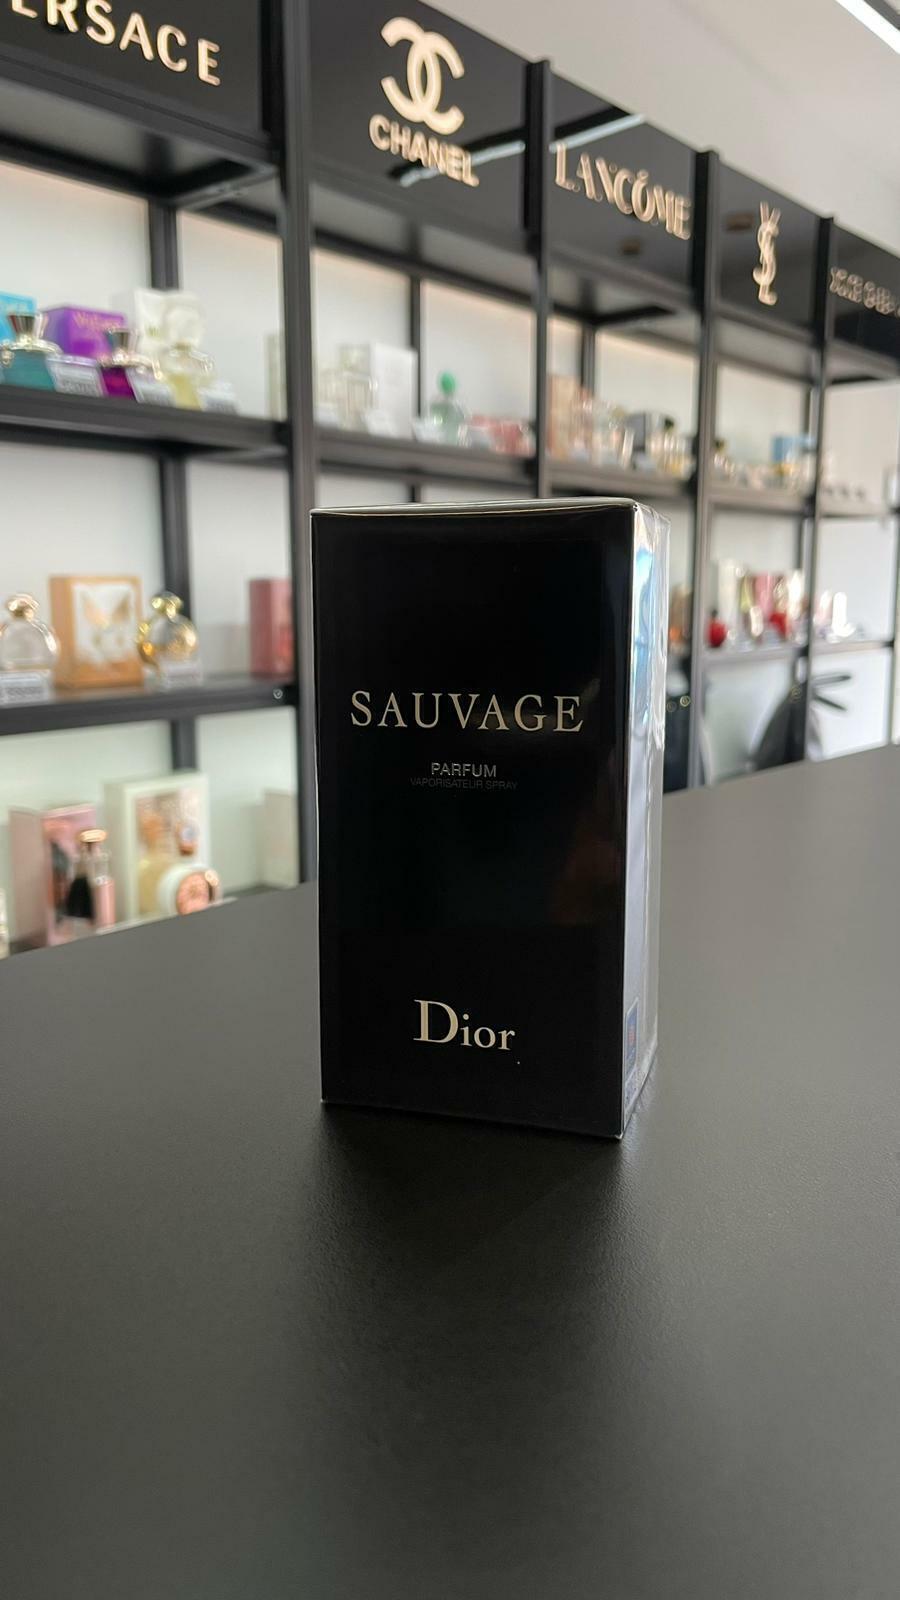 ERSACE
CHANEL
LANCÔME
YSL
SAUVAGE
PARFUM
VAPORISATEUR SPRAY
Dior